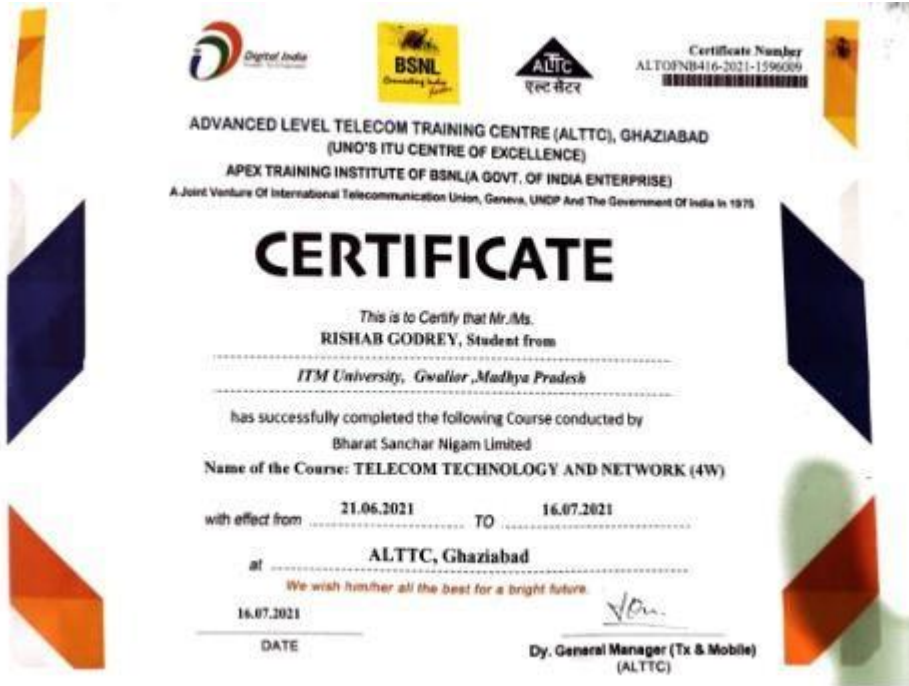 Digital India
BSNL
Connecting India
ALTTC
एल्ट सेंटर
Certificate Number
ALTOFNB416-2021-1596009
ADVANCED LEVEL TELECOM TRAINING CENTRE (ALTTC), GHAZIABAD
(UNO'S ITU CENTRE OF EXCELLENCE)
APEX TRAINING INSTITUTE OF BSNL(A GOVT. OF INDIA ENTERPRISE)
A Joint Venture Of International Telecommunication Union, Geneva, UNDP And The Government Of India In 1975
CERTIFICATE
This is to Certify that Mr./Ms.
RISHAB GODREY, Student from
ITM University, Gwalior ,Madhya Pradesh
has successfully completed the following Course conducted by
Bharat Sanchar Nigam Limited
Name of the Course: TELECOM TECHNOLOGY AND NETWORK (4W)
with effect from 21.06.2021 TO 16.07.2021
at ALTTC, Ghaziabad
We wish him/her all the best for a bright future.
16.07.2021
DATE
Dy. General Manager (Tx & Mobile)
(ALTTC)